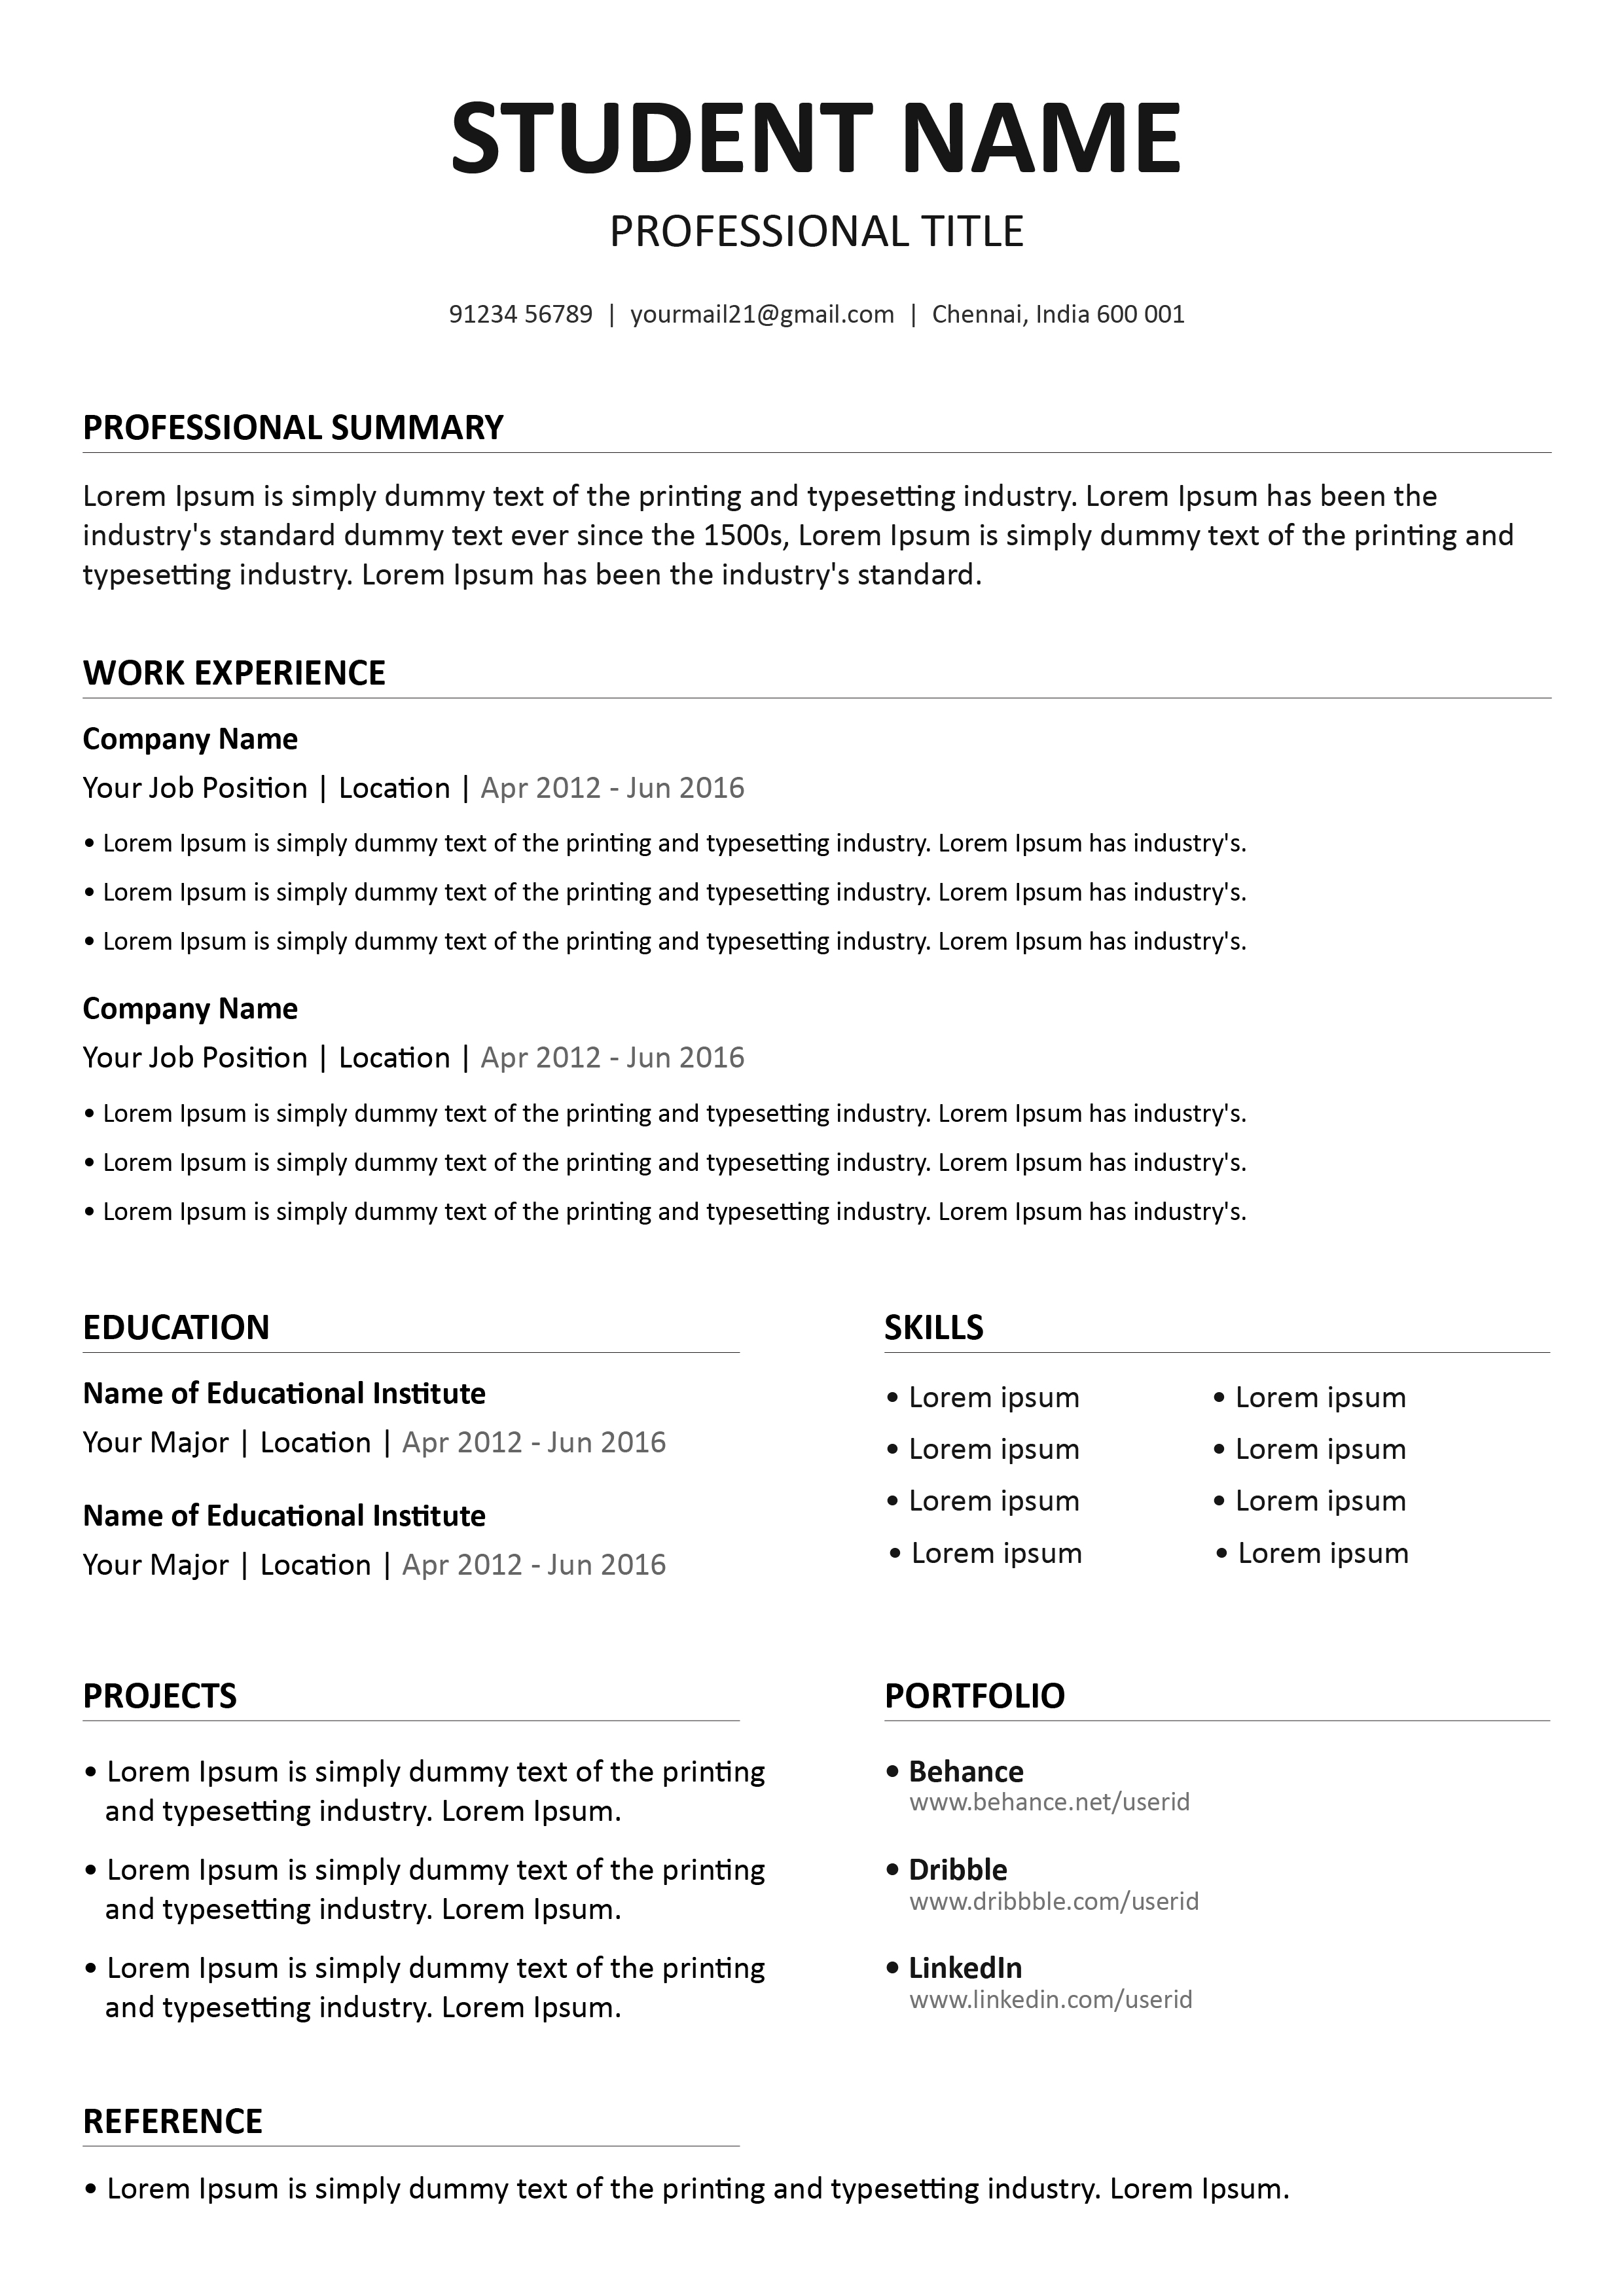 STUDENT NAME
PROFESSIONAL TITLE
91234 56789 | yourmail21@gmail.com | Chennai, India 600 001
PROFESSIONAL SUMMARY
Lorem Ipsum is simply dummy text of the printing and typesetting industry. Lorem Ipsum has been the
industry's standard dummy text ever since the 1500s, Lorem Ipsum is simply dummy text of the printing and
typesetting industry. Lorem Ipsum has been the industry's standard.
WORK EXPERIENCE
Company Name
Your Job Position | Location | Apr 2012 - Jun 2016
• Lorem Ipsum is simply dummy text of the printing and typesetting industry. Lorem Ipsum has industry's.
• Lorem Ipsum is simply dummy text of the printing and typesetting industry. Lorem Ipsum has industry's.
• Lorem Ipsum is simply dummy text of the printing and typesetting industry. Lorem Ipsum has industry's.
Company Name
Your Job Position | Location | Apr 2012 - Jun 2016
• Lorem Ipsum is simply dummy text of the printing and typesetting industry. Lorem Ipsum has industry's.
• Lorem Ipsum is simply dummy text of the printing and typesetting industry. Lorem Ipsum has industry's.
• Lorem Ipsum is simply dummy text of the printing and typesetting industry. Lorem Ipsum has industry's.
EDUCATION
Name of Educational Institute
Your Major | Location | Apr 2012 - Jun 2016
Name of Educational Institute
Your Major | Location | Apr 2012 - Jun 2016
SKILLS
• Lorem ipsum • Lorem ipsum
• Lorem ipsum • Lorem ipsum
• Lorem ipsum • Lorem ipsum
• Lorem ipsum • Lorem ipsum
PROJECTS
• Lorem Ipsum is simply dummy text of the printing
and typesetting industry. Lorem Ipsum.
• Lorem Ipsum is simply dummy text of the printing
and typesetting industry. Lorem Ipsum.
• Lorem Ipsum is simply dummy text of the printing
and typesetting industry. Lorem Ipsum.
PORTFOLIO
• Behance
www.behance.net/userid
• Dribble
www.dribbble.com/userid
• LinkedIn
www.linkedin.com/userid
REFERENCE
• Lorem Ipsum is simply dummy text of the printing and typesetting industry. Lorem Ipsum.